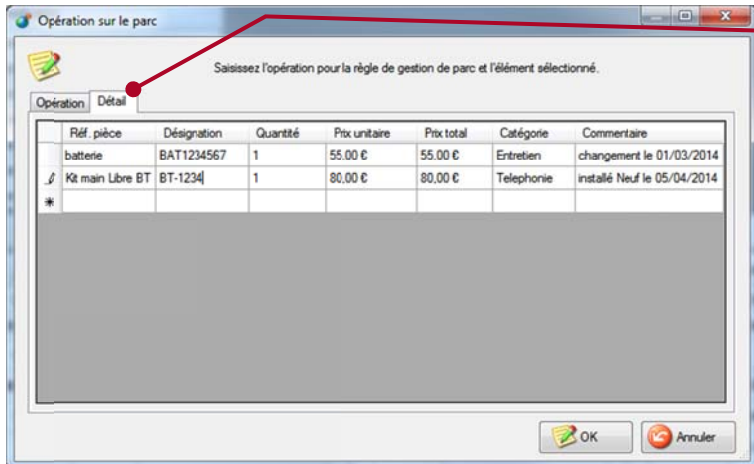 Opération sur le parc
Saisissez l'opération pour la règle de gestion de parc et l'élément sélectionné.
Opération Détail
Réf. pièce Désignation Quantité Prix unitaire Prix total Catégorie Commentaire
batterie BAT1234567 1 55.00 € 55.00 € Entretien changement le 01/03/2014
Kit main Libre BT BT-1234 1 80,00 € 80,00 € Telephonie installé Neuf le 05/04/2014
OK Annuler